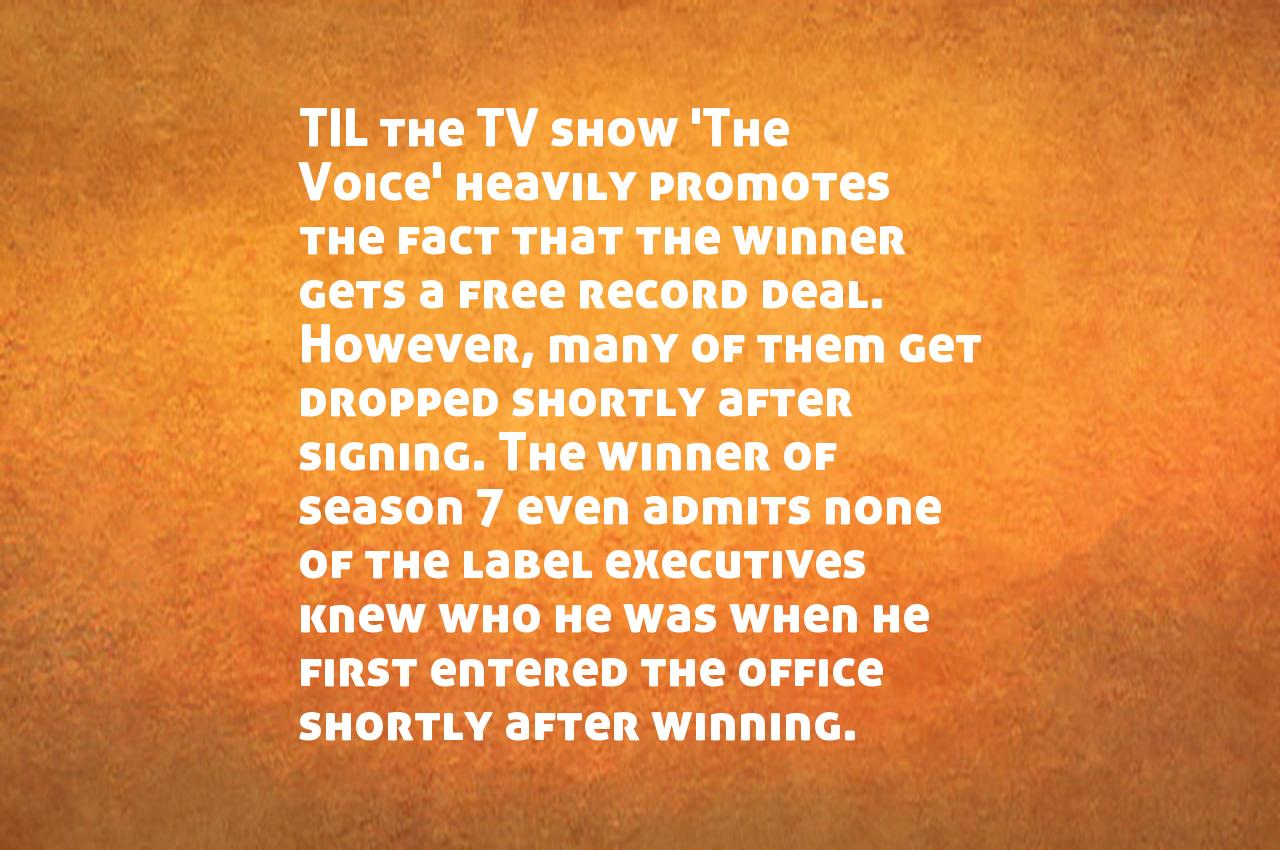 TIL the TV show 'The
Voice' heavily promotes
the fact that the winner
gets a free record deal.
However, many of them get
dropped shortly after
signing. The winner of
season 7 even admits none
of the label executives
knew who he was when he
first entered the office
shortly after winning.